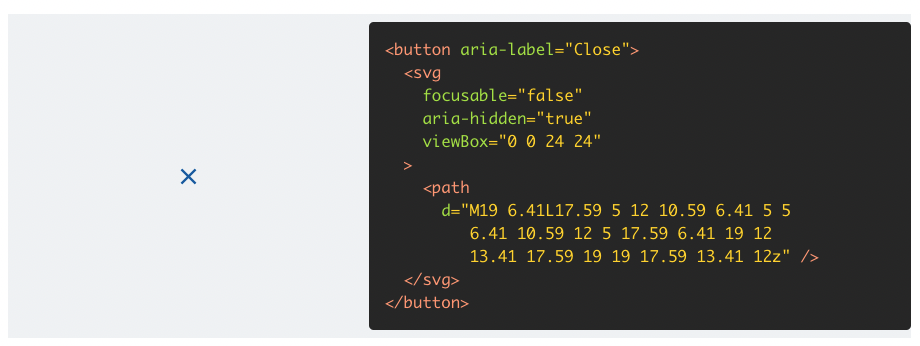 <button aria-label="Close">
<svg
focusable="false"
aria-hidden="true"
viewBox="0 0 24 24"
>
<path
d="M19 6.41L17.59 5 12 10.59 6.41 5 5
6.41 10.59 12 5 17.59 6.41 19 12
13.41 17.59 19 19 17.59 13.41 12z" />
</svg>
</button>